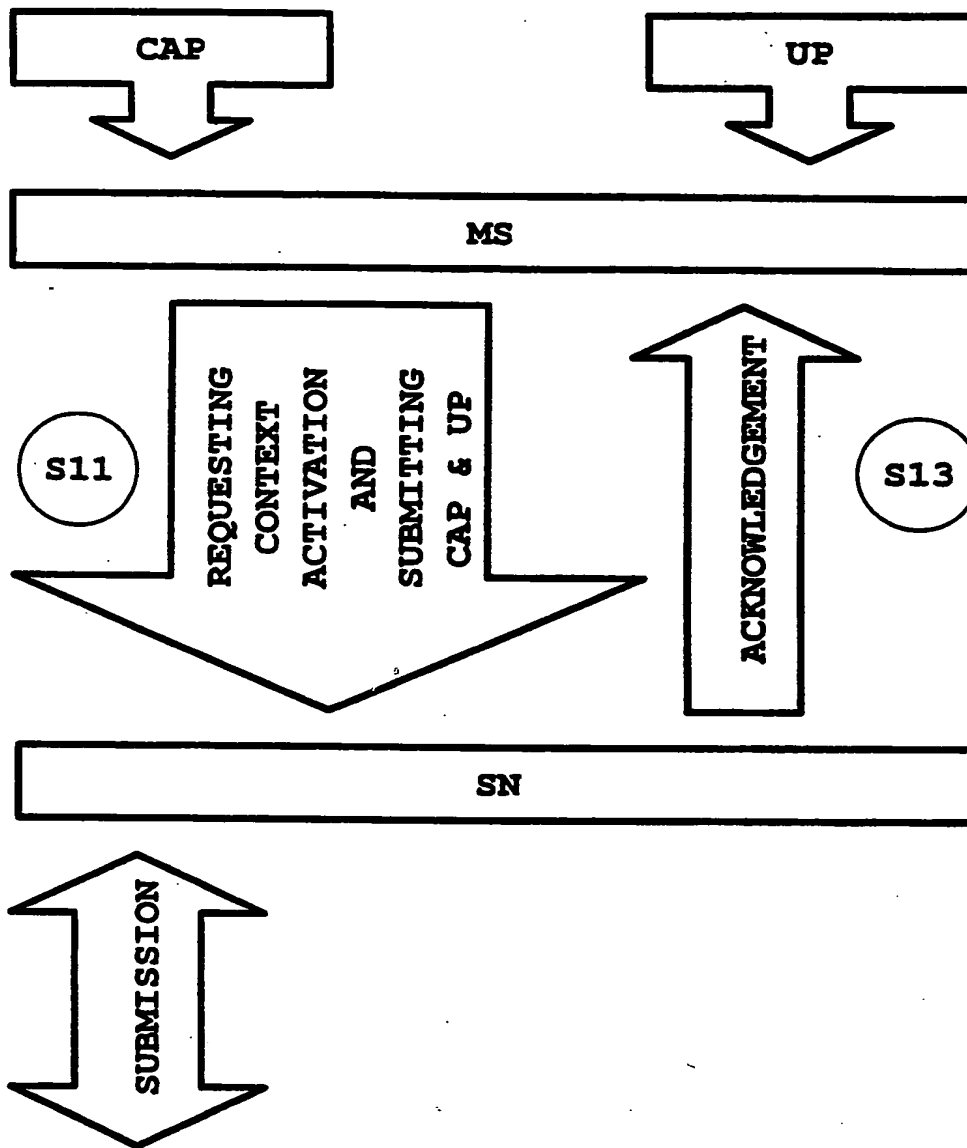 CAP
UP
MS
S11
REQUESTING
CONTEXT
ACTIVATION
AND
SUBMITTING
CAP & UP
ACKNOWLEDGEMENT
S13
SN
SUBMISSION